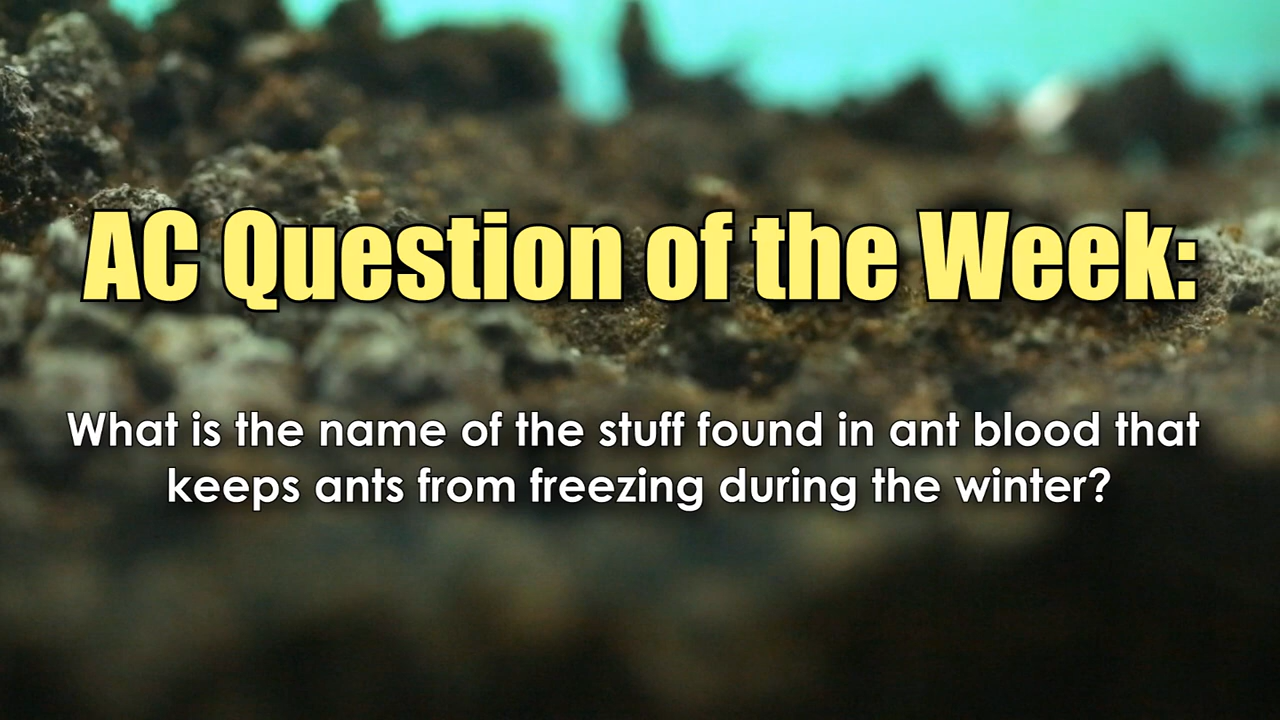 AC Question of the Week:
What is the name of the stuff found in ant blood that
keeps ants from freezing during the winter?